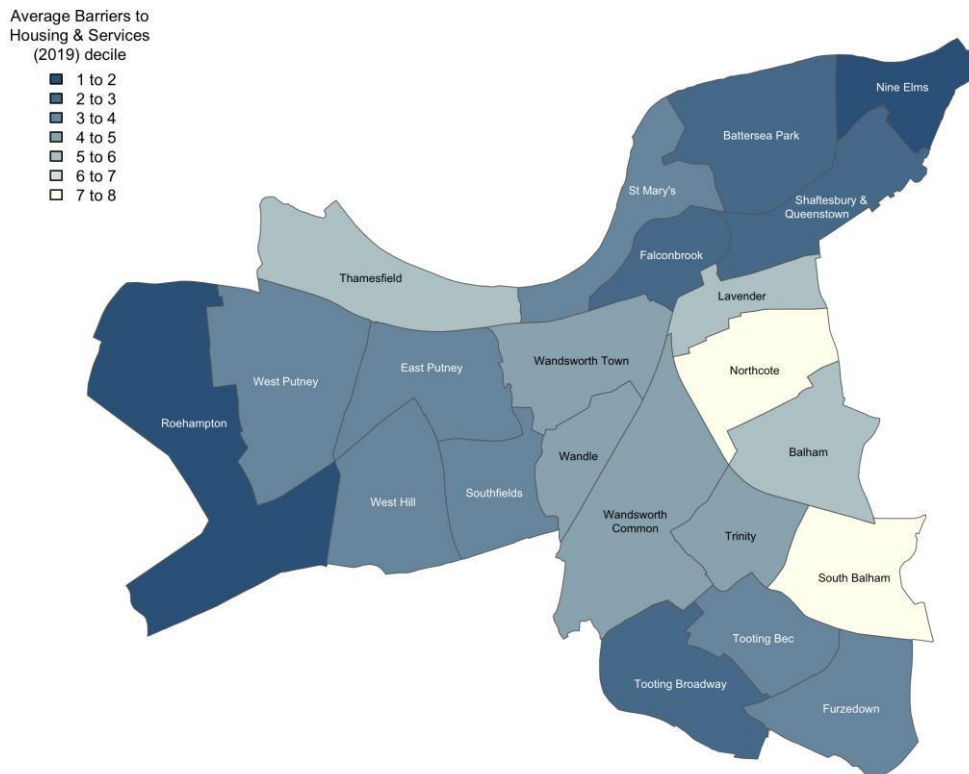 Average Barriers to
Housing & Services
(2019) decile
1 to 2
2 to 3
3 to 4
4 to 5
5 to 6
6 to 7
7 to 8
Nine Elms
Battersea Park
St Mary's
Shaftesbury &
Queenstown
Falconbrook
Thamesfield
Lavender
Wandsworth Town
East Putney
Northcote
West Putney
Roehampton
Balham
Wandle
Southfields
West Hill
Wandsworth
Common
Trinity
South Balham
Tooting Bec
Tooting Broadway
Furzedown